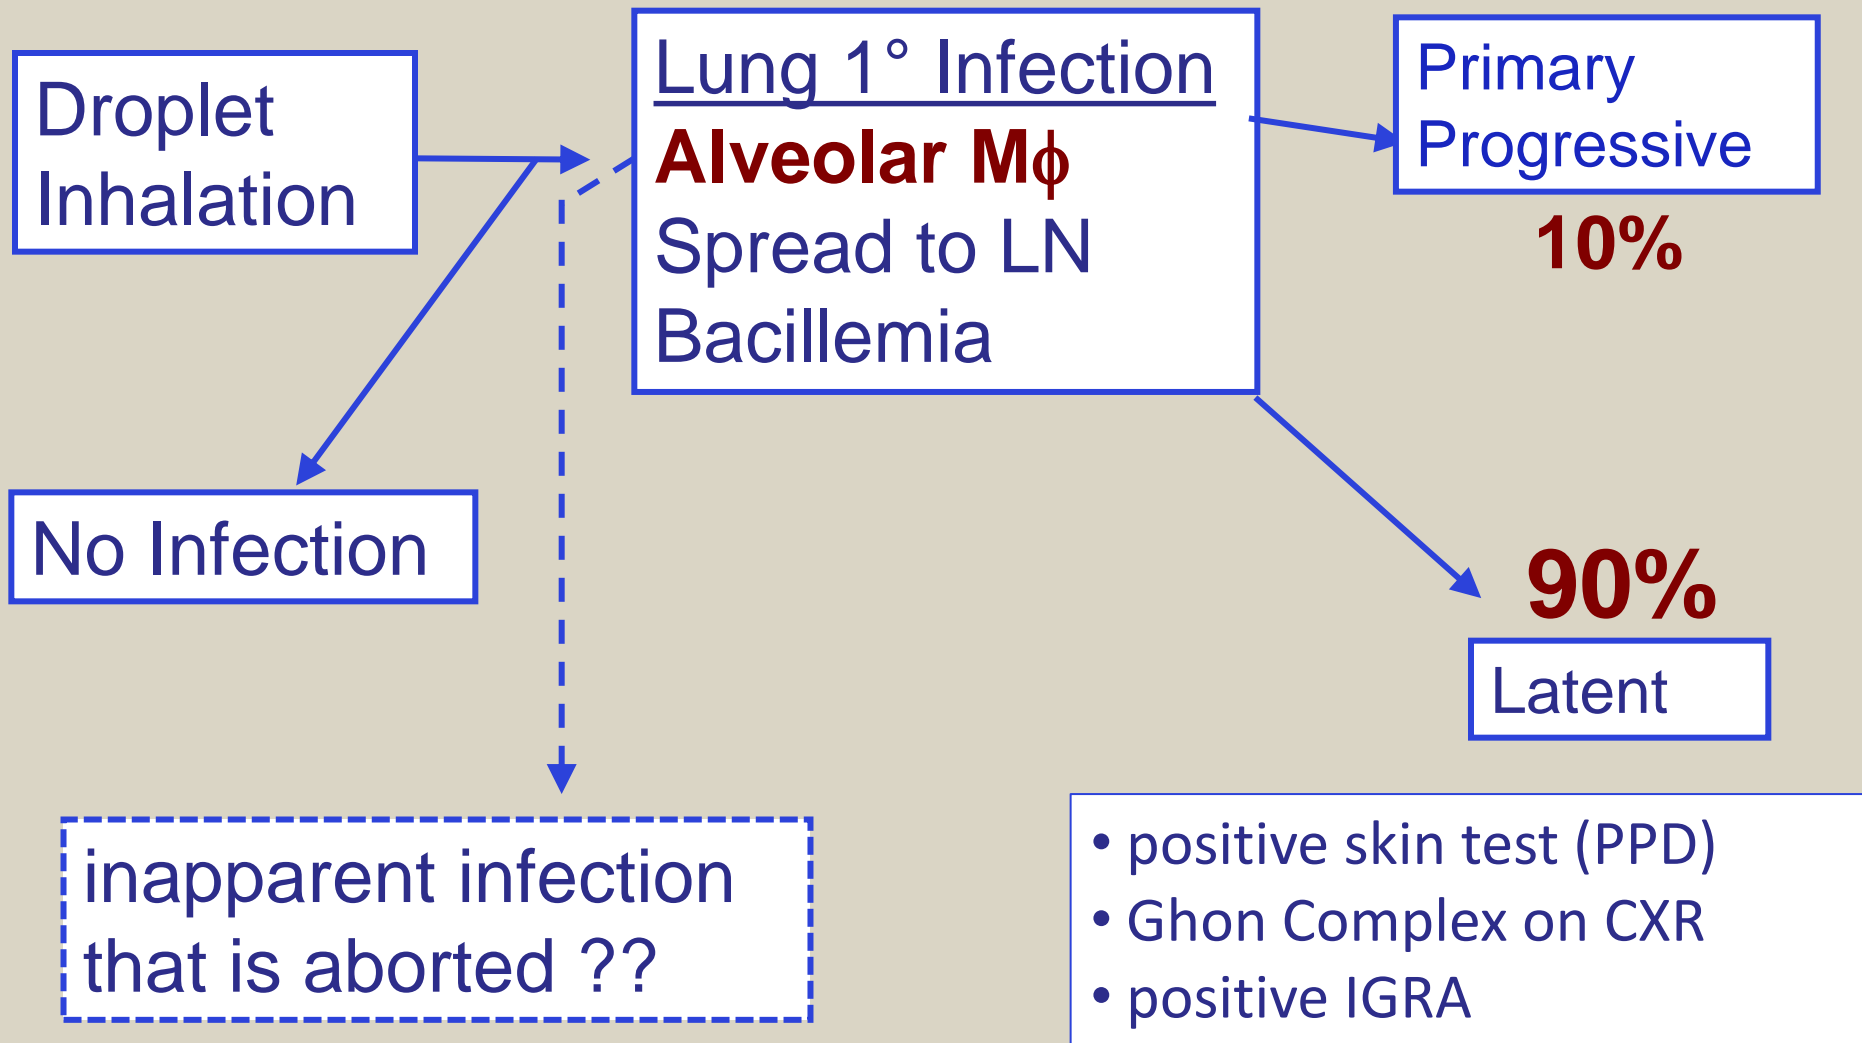 Droplet
Inhalation
Lung 1° Infection
Alveolar Mϕ
Spread to LN
Bacillemia
Primary
Progressive
10%
No Infection
90%
Latent
inapparent infection
that is aborted ??
• positive skin test (PPD)
• Ghon Complex on CXR
• positive IGRA